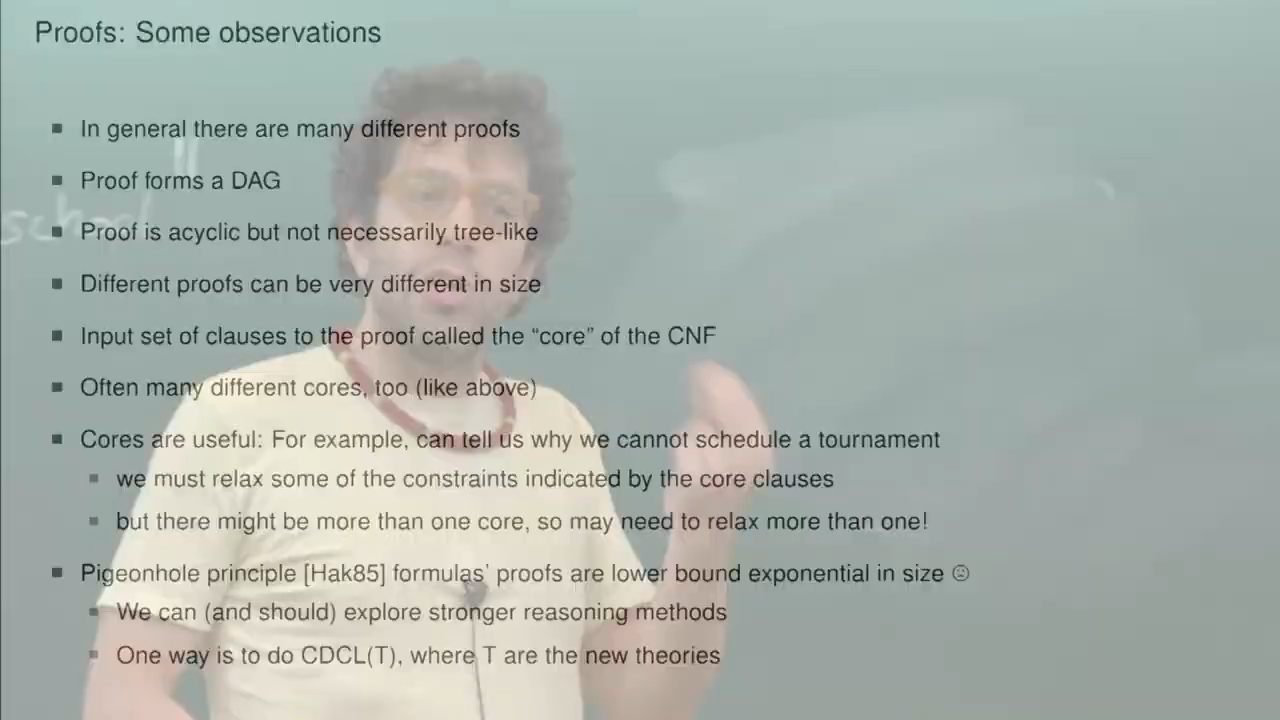 Proofs: Some observations
In general there are many different proofs
Proof forms a DAG
school
Proof is acyclic but not necessarily tree-like
Different proofs can be very different in size
Input set of clauses to the proof called the “core” of the CNF
Often many different cores, too (like above)
Cores are useful: For example, can tell us why we cannot schedule a tournament
we must relax some of the constraints indicated by the core clauses
but there might be more than one core, so may need to relax more than one!
Pigeonhole principle [Hak85] formulas’ proofs are lower bound exponential in size ☹
We can (and should) explore stronger reasoning methods
One way is to do CDCL(T), where T are the new theories